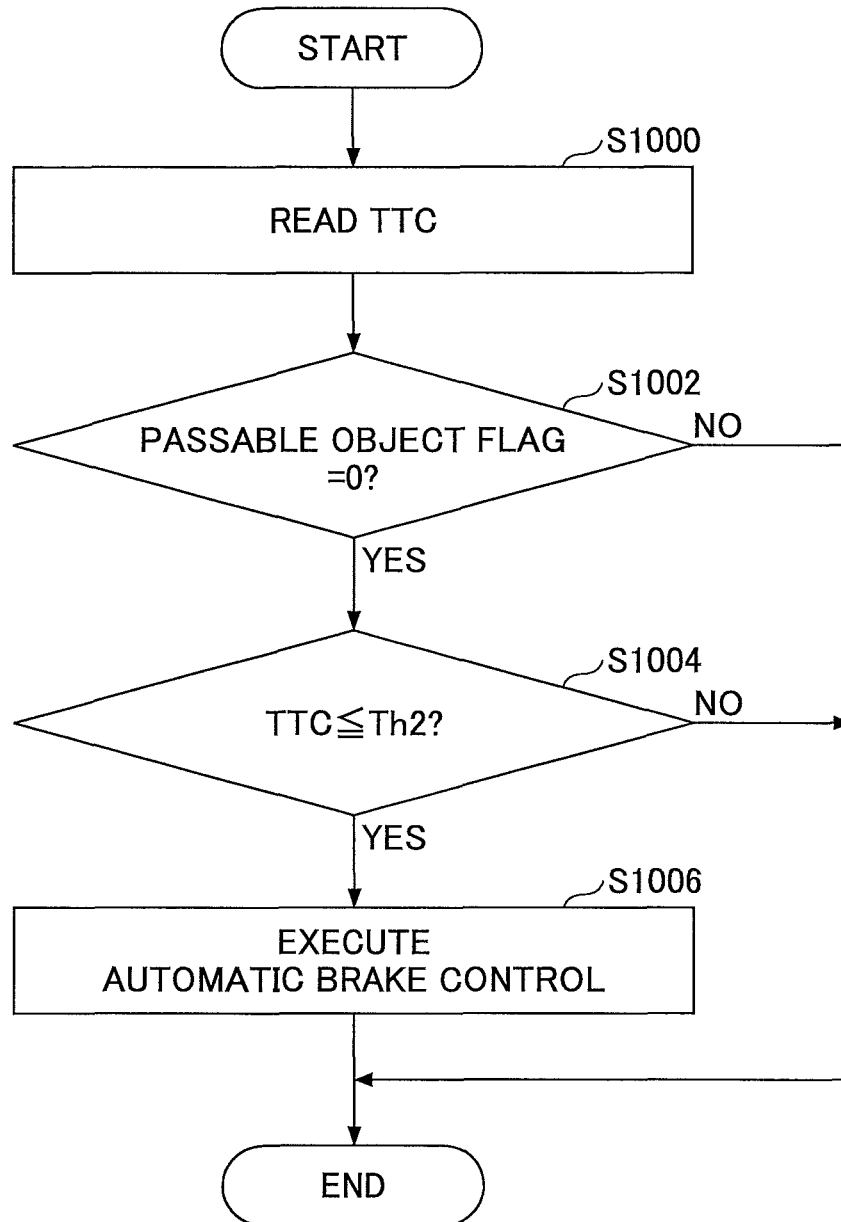 START
S1000
READ TTC
S1002
PASSABLE OBJECT FLAG
=0?
NO
YES
S1004
TTC≦Th2?
NO
YES
S1006
EXECUTE
AUTOMATIC BRAKE CONTROL
END